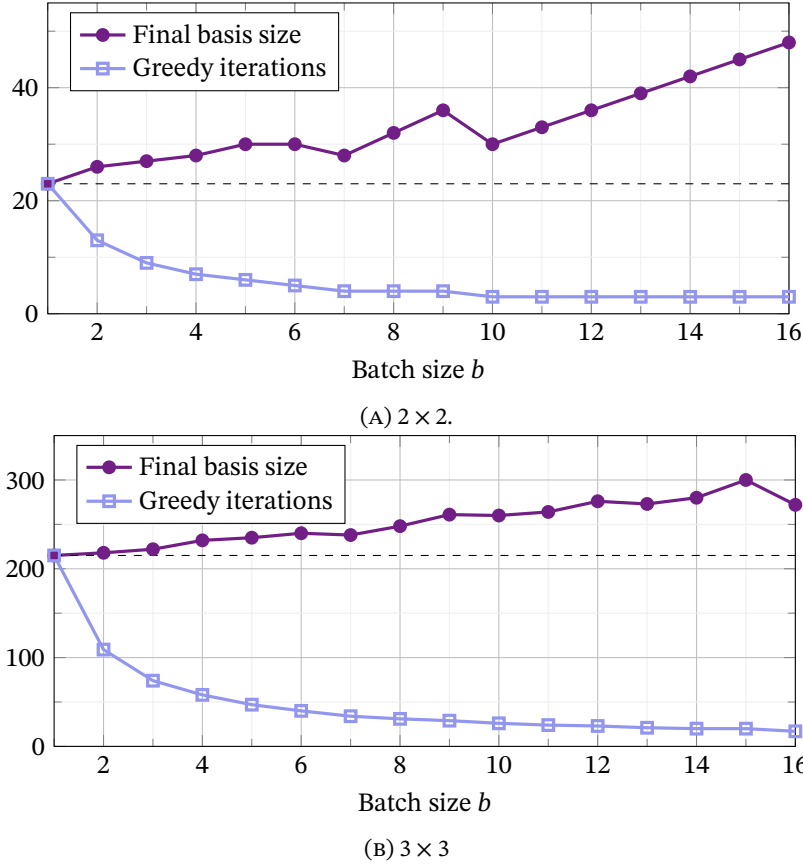 Final basis size
Greedy iterations
40
20
0
2 4 6 8 10 12 14 16
Batch size b
(A) 2 × 2.
Final basis size
Greedy iterations
300
200
100
0
2 4 6 8 10 12 14 16
Batch size b
(B) 3 × 3